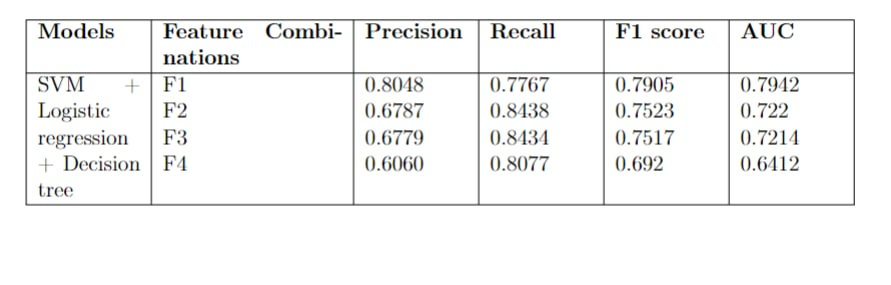 Models Feature Combi- Precision Recall F1 score AUC
nations
SVM + F1 0.8048 0.7767 0.7905 0.7942
Logistic F2 0.6787 0.8438 0.7523 0.722
regression F3 0.6779 0.8434 0.7517 0.7214
+ Decision F4 0.6060 0.8077 0.692 0.6412
tree